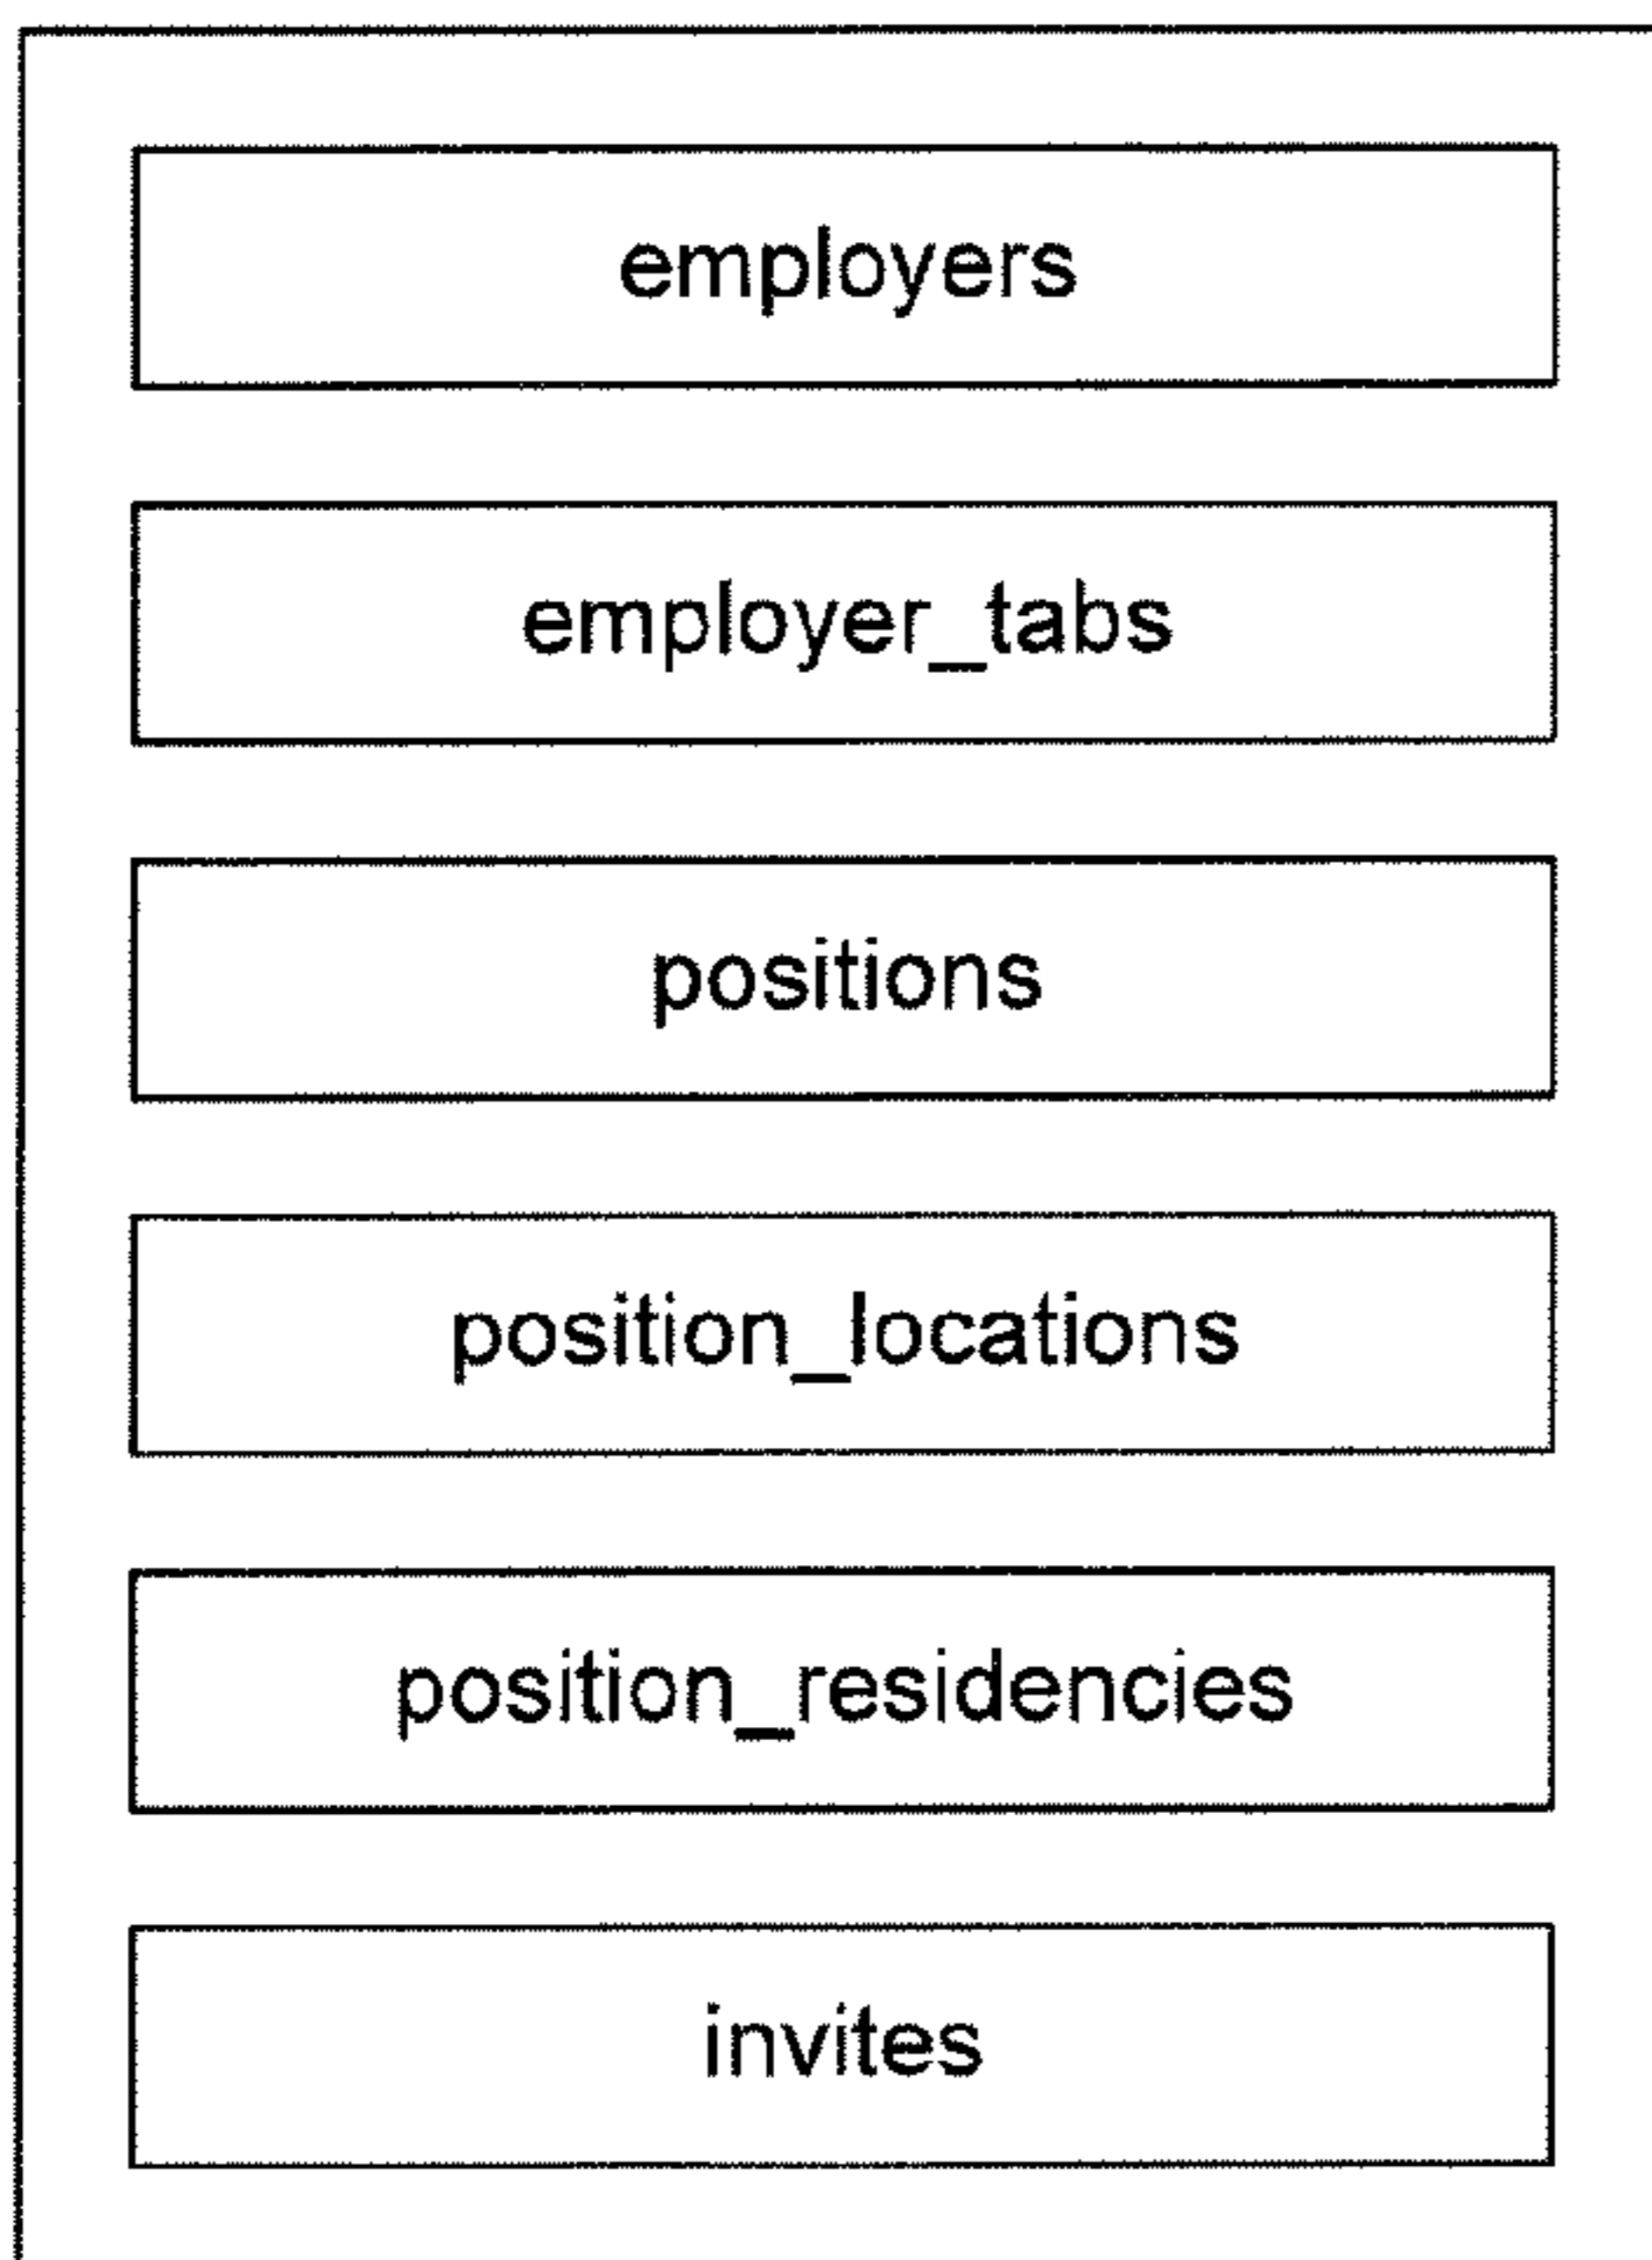 employers
employer_tabs
positions
position_locations
position_residencies
invites